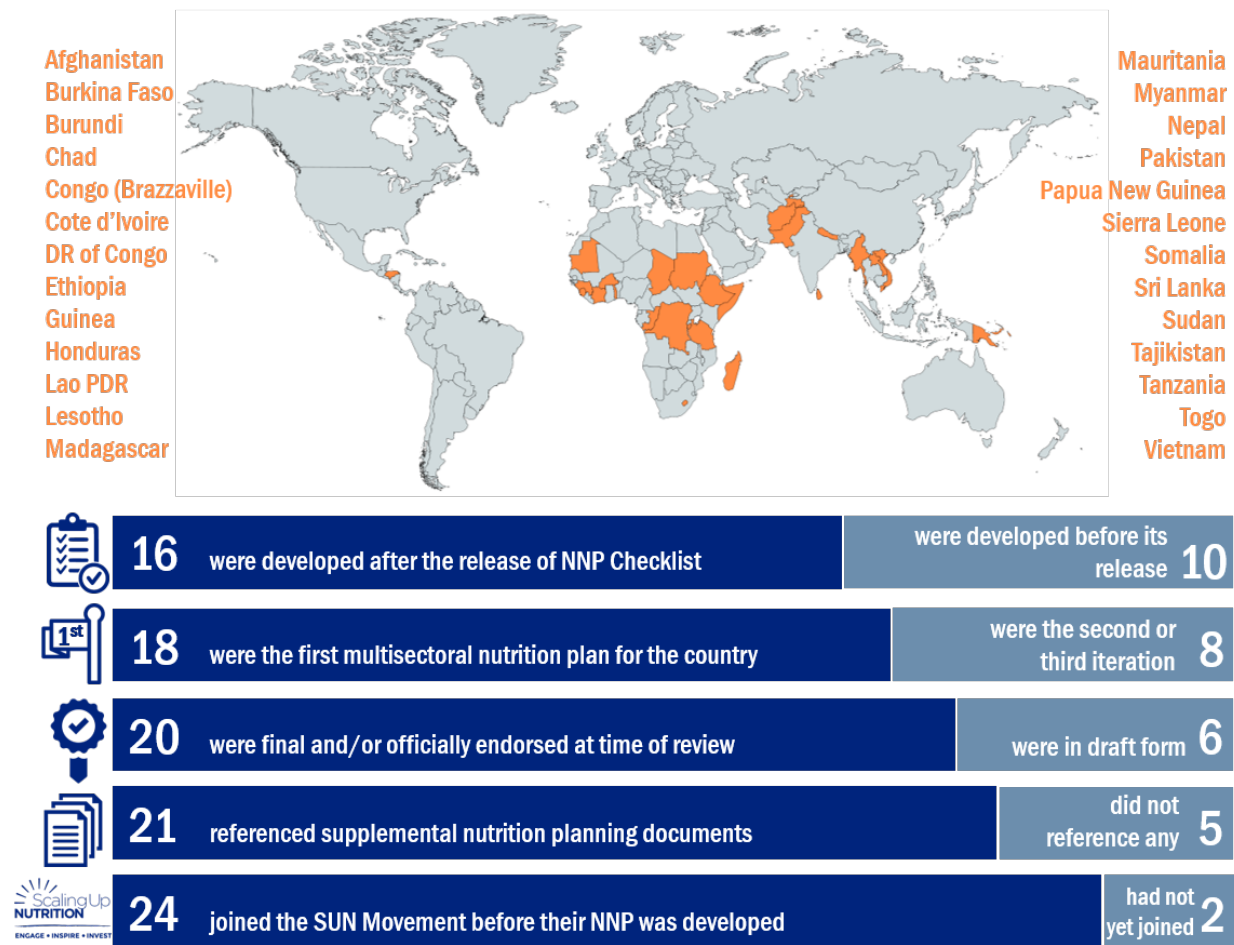 Afghanistan
Burkina Faso
Burundi
Chad
Congo (Brazzaville)
Cote d’Ivoire
DR of Congo
Ethiopia
Guinea
Honduras
Lao PDR
Lesotho
Madagascar
Mauritania
Myanmar
Nepal
Pakistan
Papua New Guinea
Sierra Leone
Somalia
Sri Lanka
Sudan
Tajikistan
Tanzania
Togo
Vietnam
16 were developed after the release of NNP Checklist
were developed before its
release 10
1st
18 were the first multisectoral nutrition plan for the country
were the second or
third iteration 8
20 were final and/or officially endorsed at time of review
were in draft form 6
21 referenced supplemental nutrition planning documents
did not
reference any 5
Scaling Up
NUTRITION
ENGAGE • INSPIRE • INVEST
24 joined the SUN Movement before their NNP was developed
had not
yet joined 2